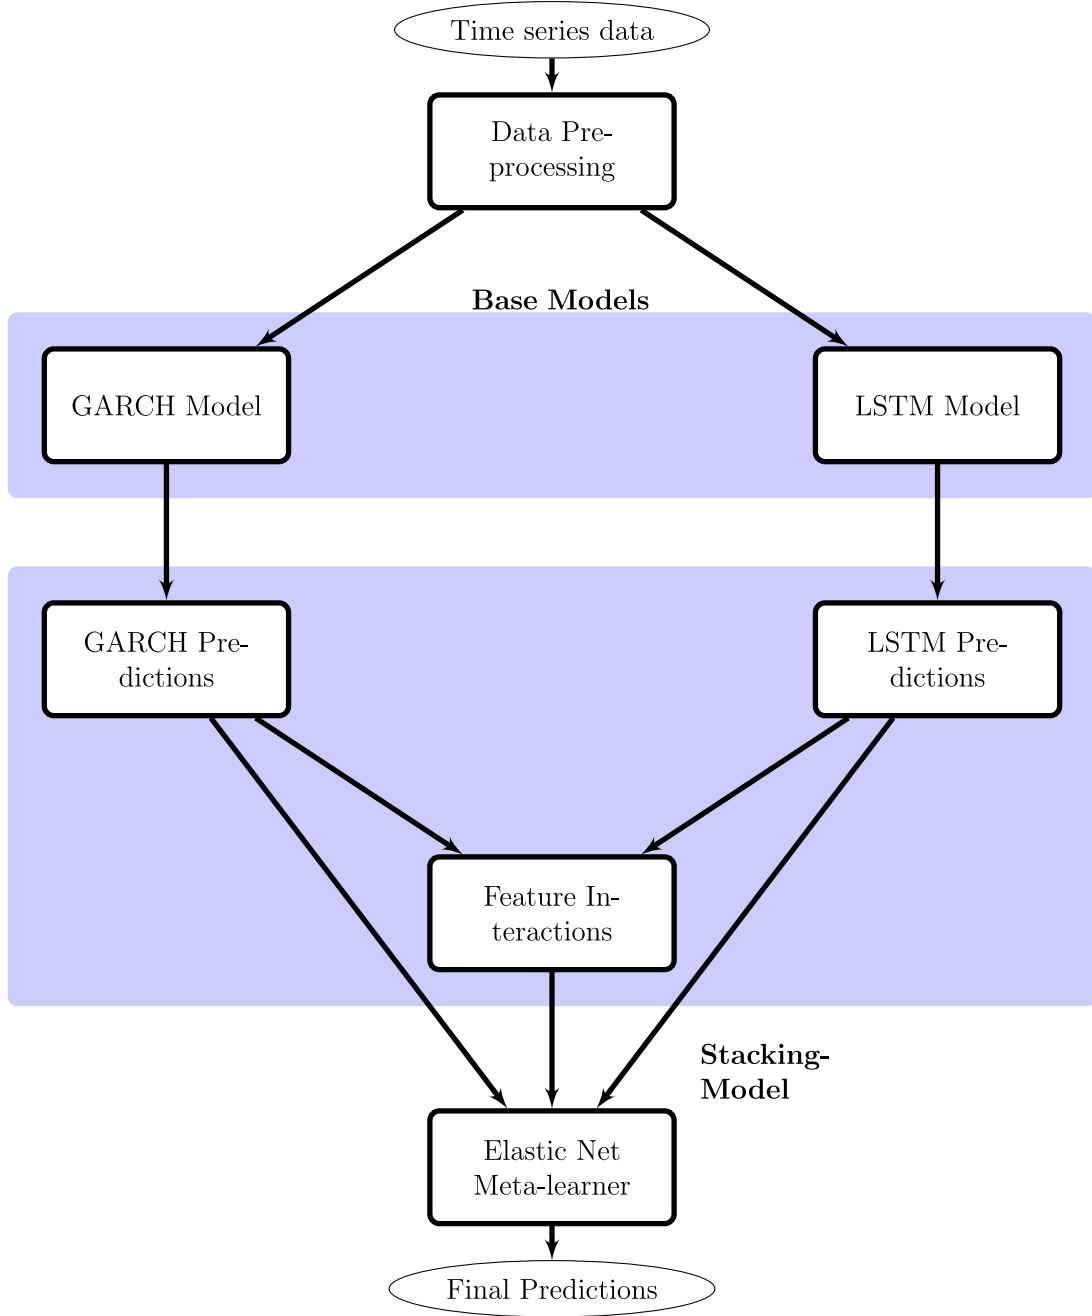 Time series data
Data Pre-
processing
Base Models
GARCH Model
LSTM Model
GARCH Pre-
dictions
LSTM Pre-
dictions
Feature In-
teractions
Stacking-
Model
Elastic Net
Meta-learner
Final Predictions